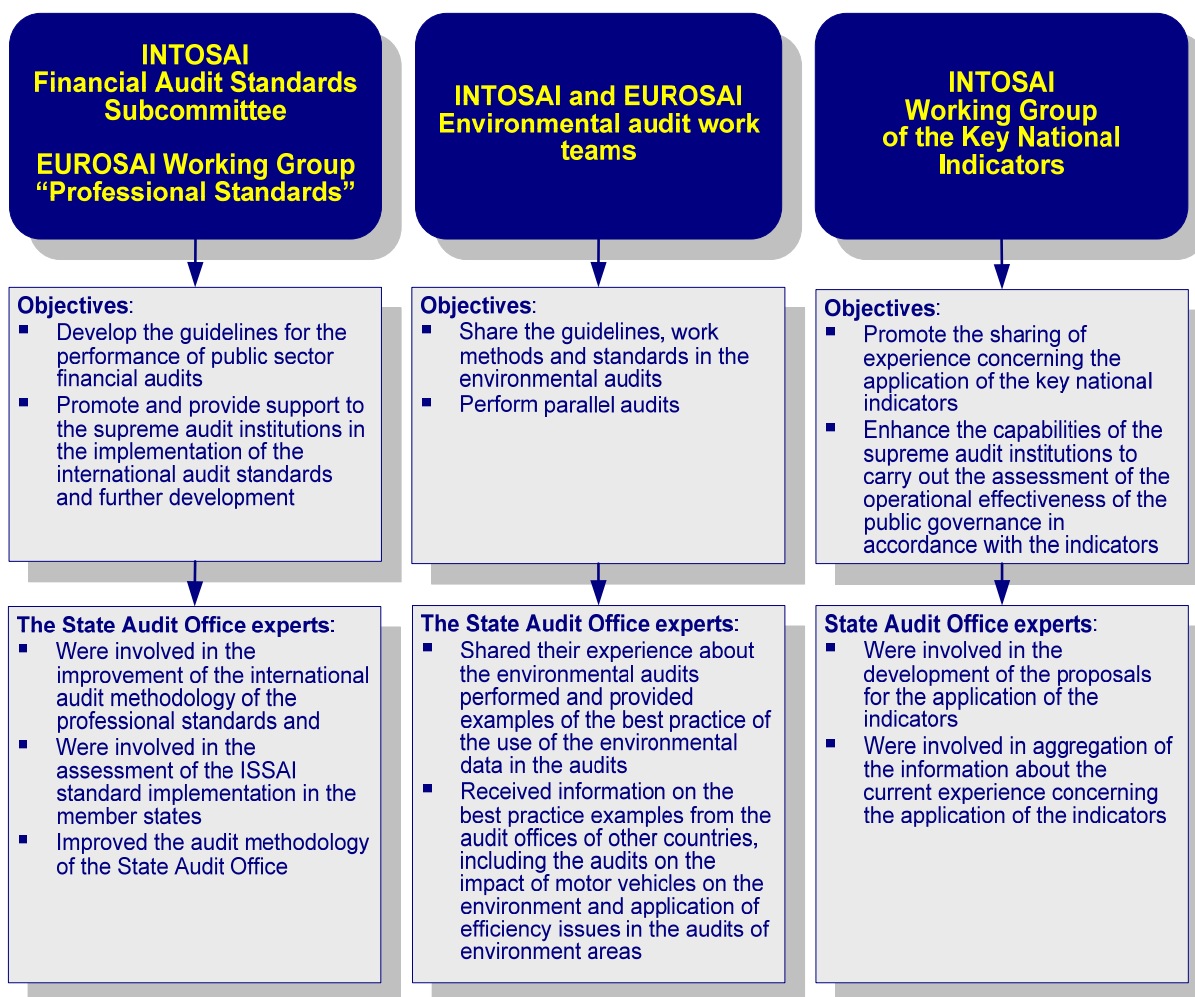 INTOSAI
Financial Audit Standards
Subcommittee
EUROSAI Working Group
“Professional Standards”
Objectives:
▪ Develop the guidelines for the
performance of public sector
financial audits
▪ Promote and provide support to
the supreme audit institutions in
the implementation of the
international audit standards
and further development
The State Audit Office experts:
▪ Were involved in the
improvement of the international
audit methodology of the
professional standards and
▪ Were involved in the
assessment of the ISSAI
standard implementation in the
member states
▪ Improved the audit methodology
of the State Audit Office
INTOSAI and EUROSAI
Environmental audit work
teams
Objectives:
▪ Share the guidelines, work
methods and standards in the
environmental audits
▪ Perform parallel audits
The State Audit Office experts:
▪ Shared their experience about
the environmental audits
performed and provided
examples of the best practice of
the use of the environmental
data in the audits
▪ Received information on the
best practice examples from the
audit offices of other countries,
including the audits on the
impact of motor vehicles on the
environment and application of
efficiency issues in the audits of
environment areas
INTOSAI
Working Group
of the Key National
Indicators
Objectives:
▪ Promote the sharing of
experience concerning the
application of the key national
indicators
▪ Enhance the capabilities of the
supreme audit institutions to
carry out the assessment of the
operational effectiveness of the
public governance in
accordance with the indicators
State Audit Office experts:
▪ Were involved in the
development of the proposals
for the application of the
indicators
▪ Were involved in aggregation of
the information about the
current experience concerning
the application of the indicators